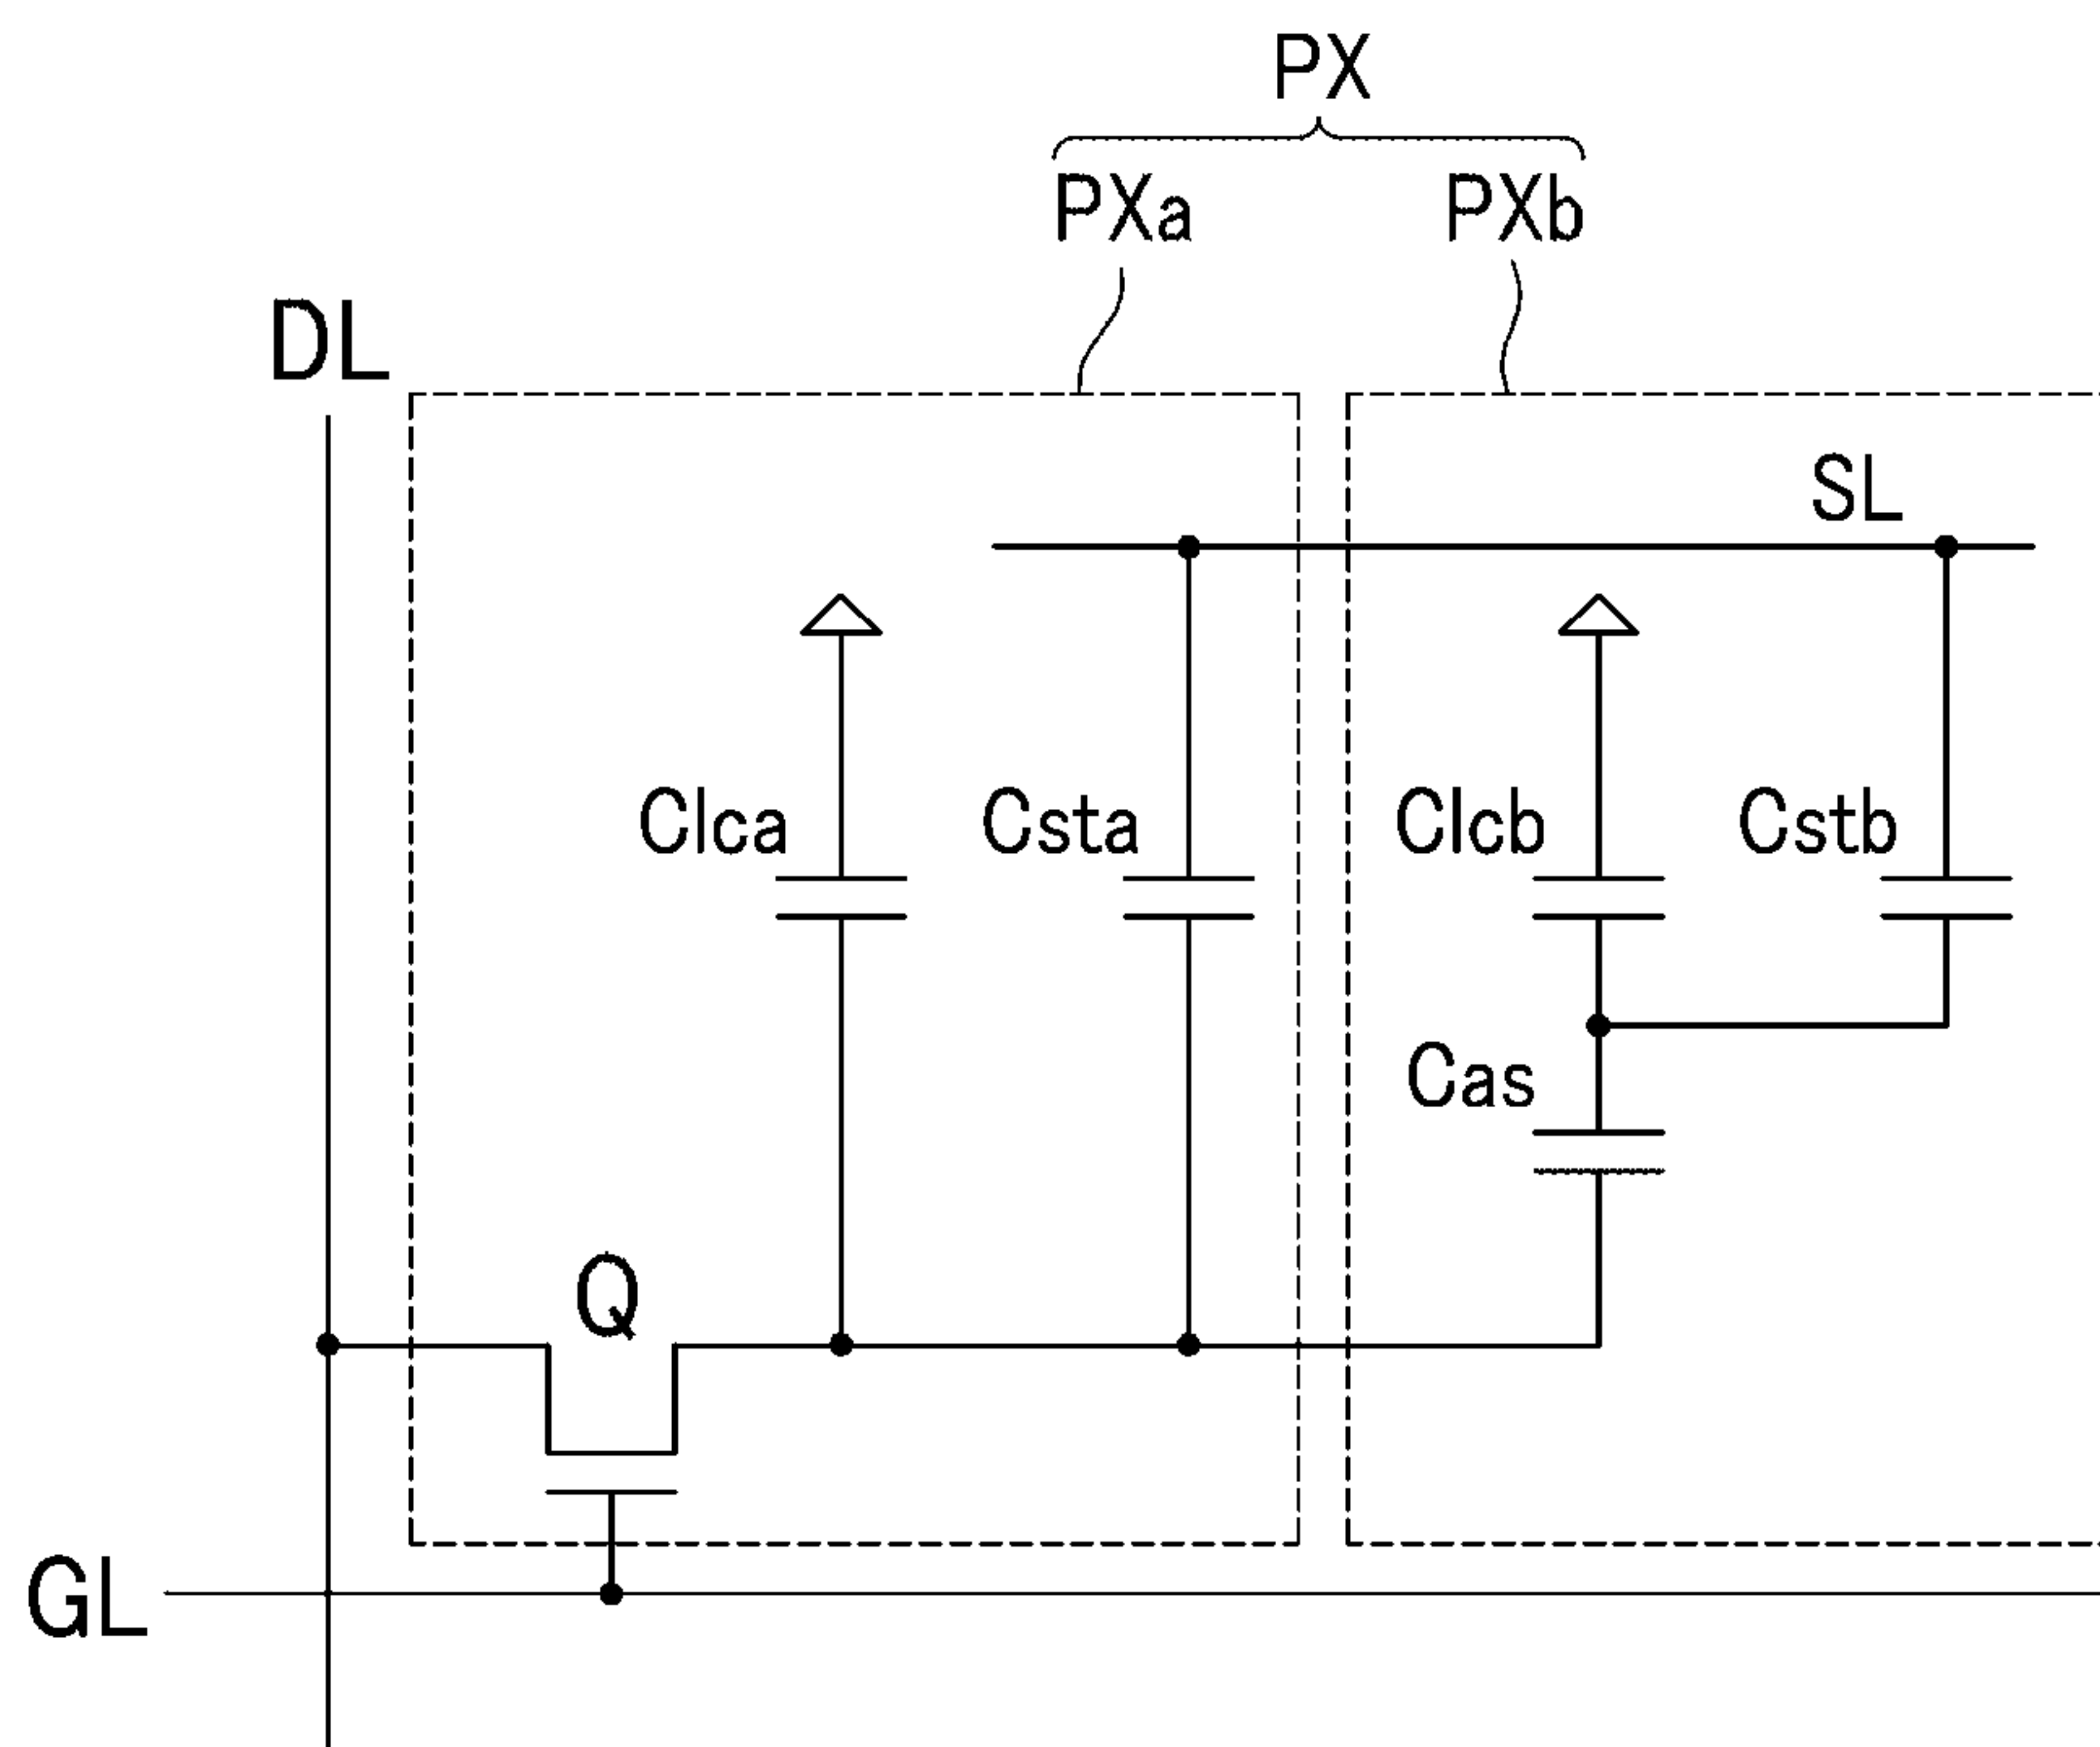 PX
PXa PXb
DL
SL
Clca Csta Clcb Cstb
Cas
Q
GL